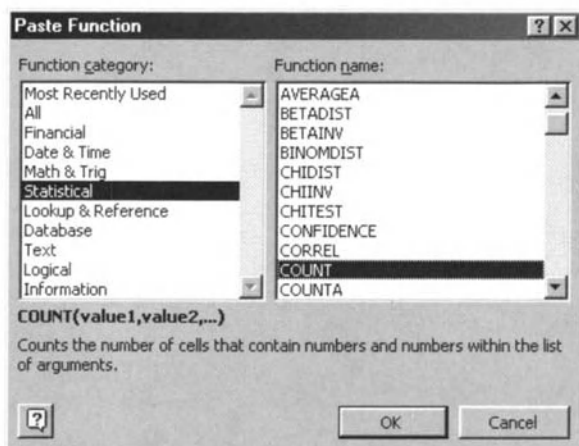 Paste Function
? X
Function category:
Most Recently Used
All
Financial
Date & Time
Math & Trig
Statistical
Lookup & Reference
Database
Text
Logical
Information
Function name:
AVERAGEA
BETADIST
BETAINV
BINOMDIST
CHIDIST
CHIINV
CHITEST
CONFIDENCE
CORREL
COUNT
COUNTA
COUNT(value1,value2,...)
Counts the number of cells that contain numbers and numbers within the list
of arguments.
?
OK
Cancel